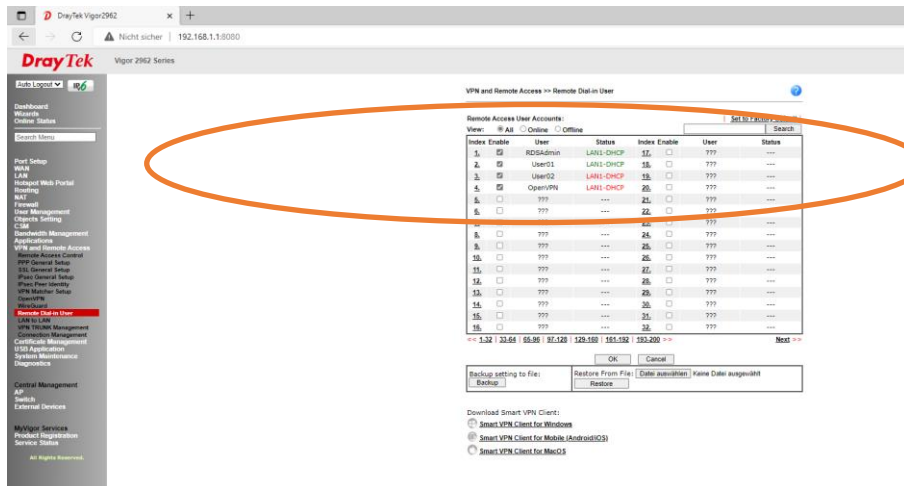 DrayTek Vigor2962
Nicht sicher | 192.168.1.1:8080
DrayTek Vigor 2962 Series
Auto Logout IR6
Dashboard
Wizards
Online Status
Search Menu
Port Setup
WAN
LAN
Hotspot Web Portal
Routing
NAT
Firewall
User Management
Objects Setting
CSM
Bandwidth Management
Applications
VPN and Remote Access
Remote Access Control
PPP General Setup
SSL General Setup
IPsec General Setup
IPsec Peer Identity
VPN Matcher Setup
OpenVPN
WireGuard
Remote Dial-in User
LAN to LAN
VPN TRUNK Management
Connection Management
Certificate Management
USB Application
System Maintenance
Diagnostics
Central Management
AP
Switch
External Devices
MyVigor Services
Product Registration
Service Status
All Rights Reserved.
VPN and Remote Access >> Remote Dial-in User
Remote Access User Accounts: | Set to Factory
View: All Online Offline Search
Index Enable User Status Index Enable User Status
1. RDSAdmin LAN1-DHCP 17. ??? ---
2. User01 LAN1-DHCP 18. ??? ---
3. User02 LAN1-DHCP 19. ??? ---
4. OpenVPN LAN1-DHCP 20. ??? ---
5. ??? --- 21. ??? ---
6. ??? --- 22. ??? ---
8. ??? --- 24. ??? ---
9. ??? --- 25. ??? ---
10. ??? --- 26. ??? ---
11. ??? --- 27. ??? ---
12. ??? --- 28. ??? ---
13. ??? --- 29. ??? ---
14. ??? --- 30. ??? ---
15. ??? --- 31. ??? ---
16. ??? --- 32. ??? ---
<< 1-32 | 33-64 | 65-96 | 97-128 | 129-160 | 161-192 | 193-200 >> Next >>
OK Cancel
Backup setting to file: Restore From File: Datei auswählen Keine Datei ausgewählt
Backup Restore
Download Smart VPN Client:
Smart VPN Client for Windows
Smart VPN Client for Mobile (Android/iOS)
Smart VPN Client for MacOS